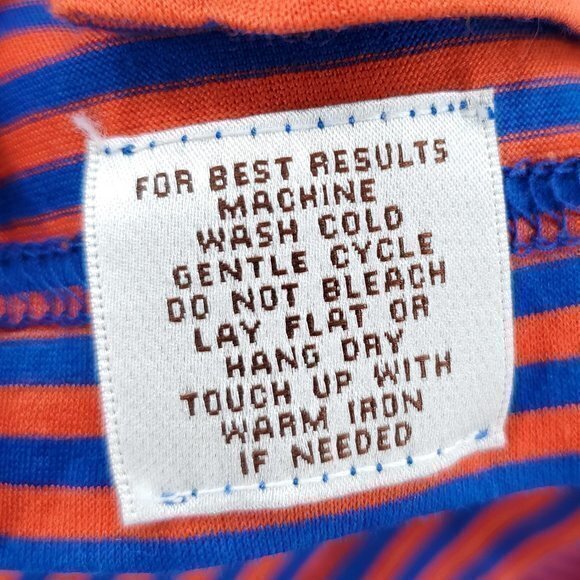 FOR BEST RESULTS
MACHINE
WASH COLD
GENTLE CYCLE
DO NOT BLEACH
LAY FLAT OR
HANG DRY
TOUCH UP WITH
WARM IRON
IF NEEDED